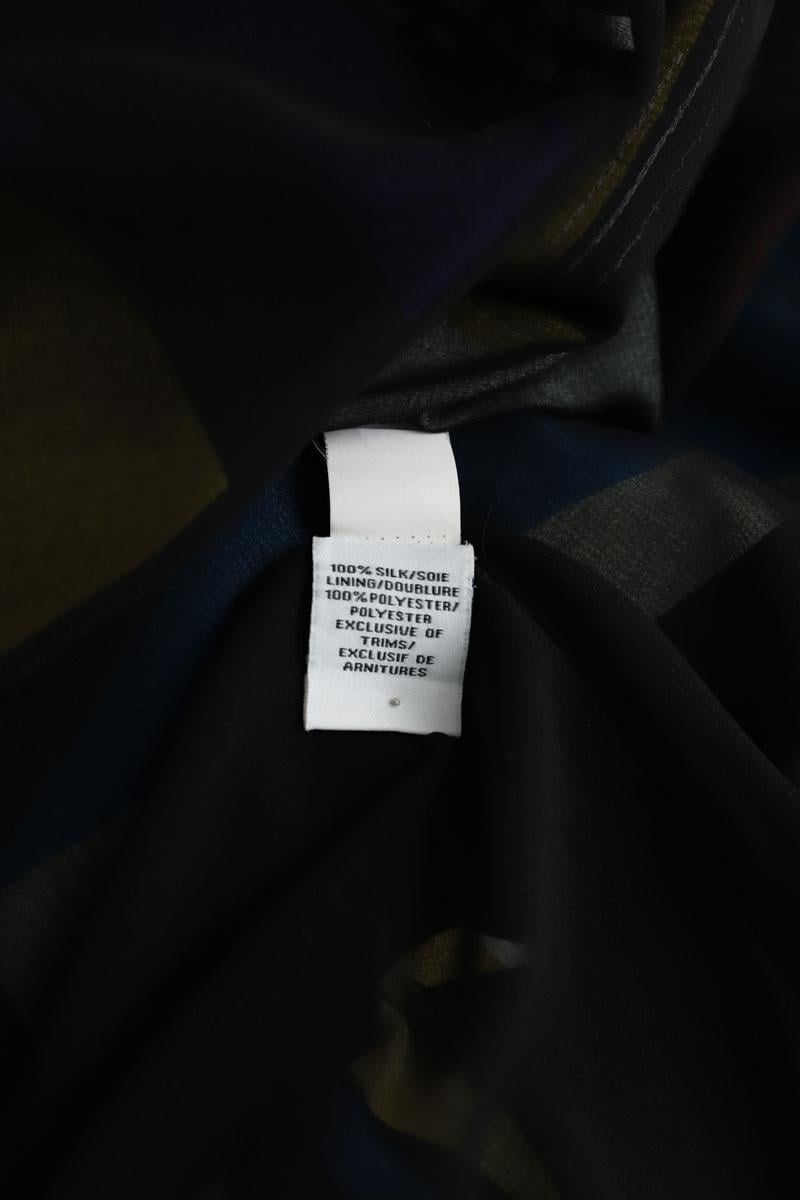 100% SILK/SOIE
LINING/DOUBLURE
100% POLYESTER/
POLYESTER
EXCLUSIVE OF
TRIMS/
EXCLUSIF DE
ARNITURES